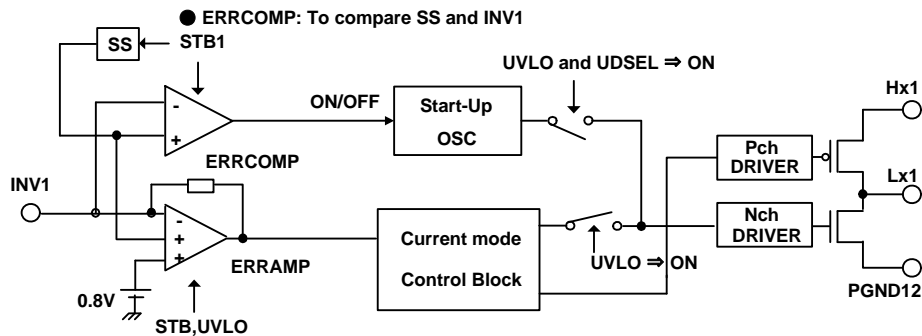 ● ERRCOMP: To compare SS and INV1
SS
STB1
UVLO and UDSEL ⇒ ON
Hx1
-
+
ON/OFF
Start-Up
OSC
Pch
DRIVER
ERRCOMP
INV1
Lx1
-
+
+
Current mode
Control Block
Nch
DRIVER
ERRAMP
UVLO ⇒ ON
0.8V
PGND12
STB,UVLO